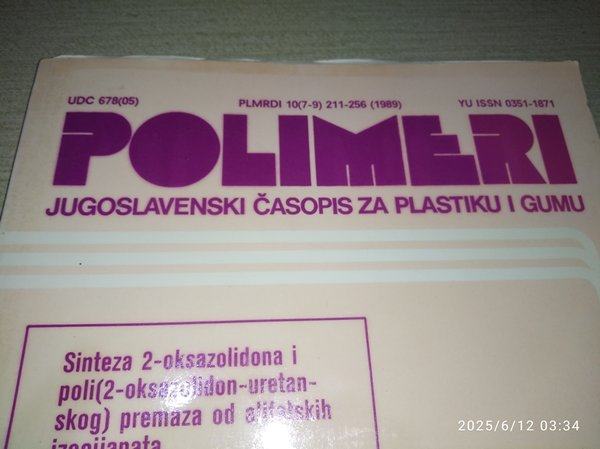 UDC 678(05) PLMRDI 10(7-9) 211-256 (1989) YU ISSN 0351-1871
POLIMERI
JUGOSLAVENSKI ČASOPIS ZA PLASTIKU I GUMU
Sinteza 2-oksazolidona i
poli(2-oksazolidon-uretan-
skog) premaza od alifatskih
izocijanata
2025/6/12 03:34